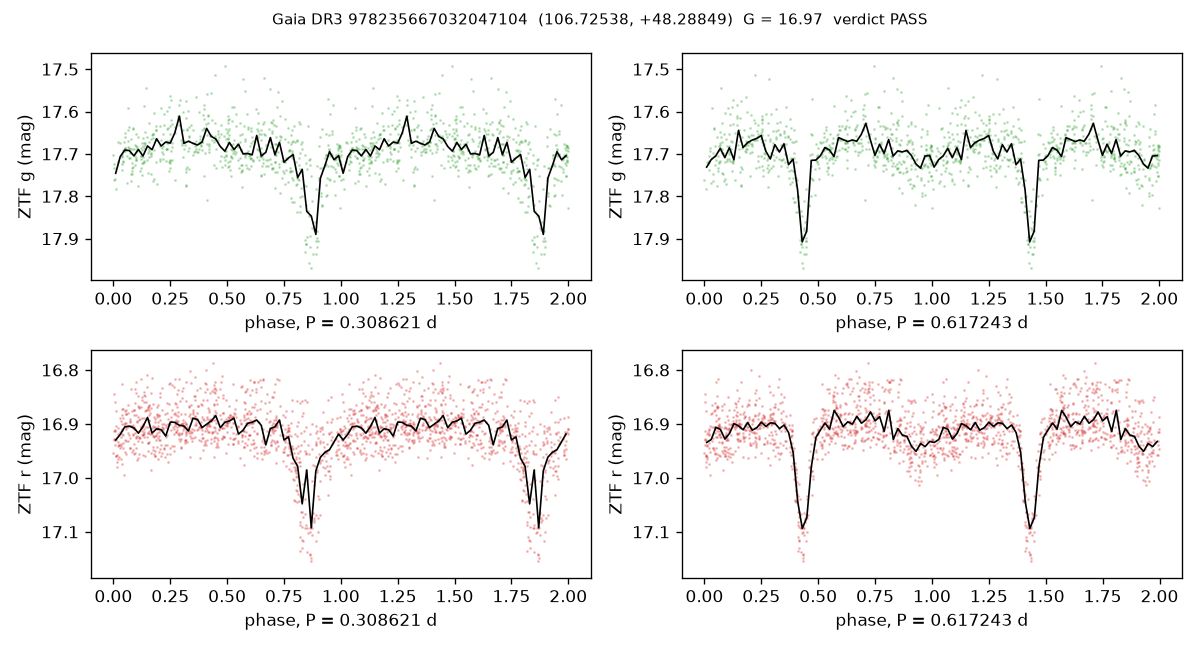 Gaia DR3 978235667032047104 (106.72538, +48.28849) G = 16.97 verdict PASS
ZTF g (mag)
17.5
17.6
17.7
17.8
17.9
0.00 0.25 0.50 0.75 1.00 1.25 1.50 1.75 2.00
phase, P = 0.308621 d
ZTF g (mag)
17.5
17.6
17.7
17.8
17.9
0.00 0.25 0.50 0.75 1.00 1.25 1.50 1.75 2.00
phase, P = 0.617243 d
ZTF r (mag)
16.8
16.9
17.0
17.1
0.00 0.25 0.50 0.75 1.00 1.25 1.50 1.75 2.00
phase, P = 0.308621 d
ZTF r (mag)
16.8
16.9
17.0
17.1
0.00 0.25 0.50 0.75 1.00 1.25 1.50 1.75 2.00
phase, P = 0.617243 d